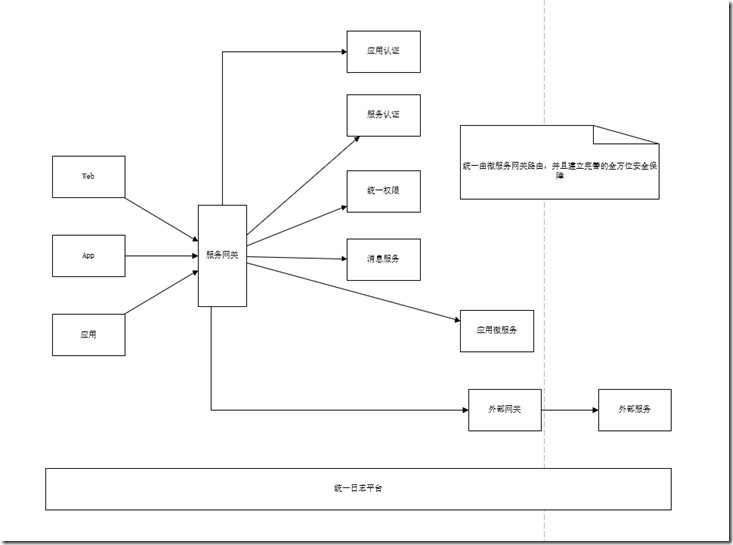 应用认证
服务认证
统一由微服务网关路由，并且建立完善的全方位安全保
障
Web
统一权限
服务网关
App
消息服务
应用
应用微服务
外部网关
外部服务
统一日志平台